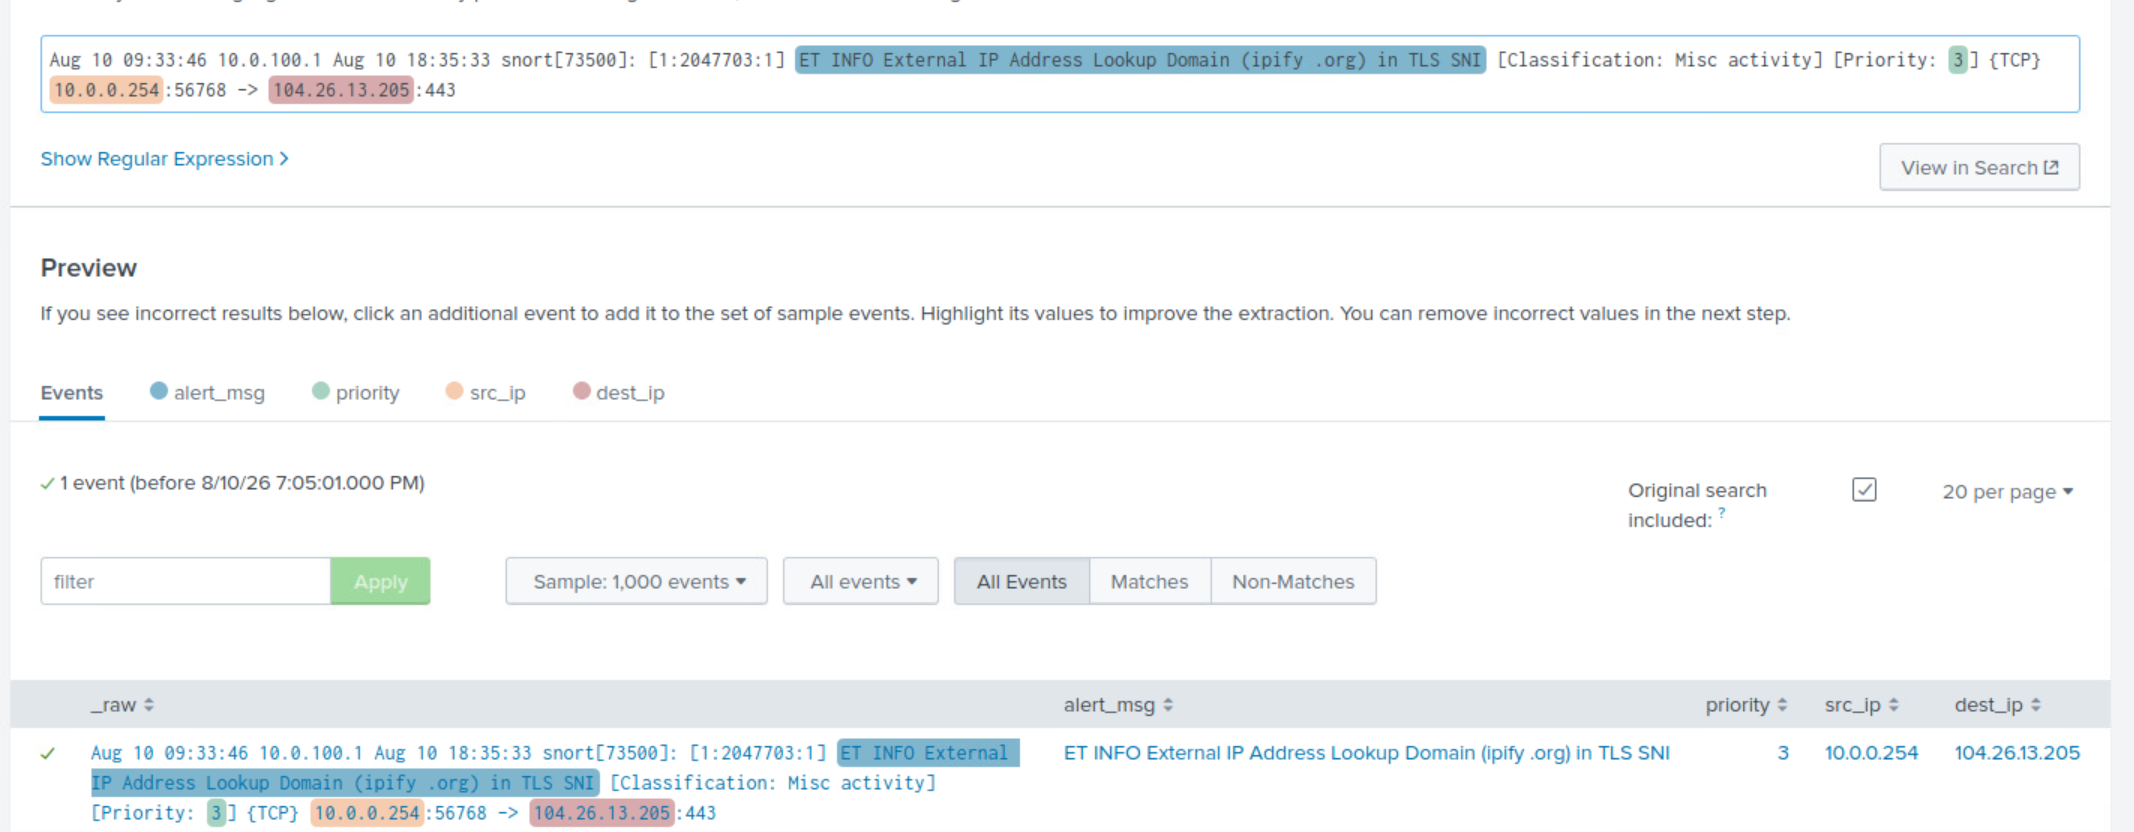 Aug 10 09:33:46 10.0.100.1 Aug 10 18:35:33 snort[73500]: [1:2047703:1] ET INFO External IP Address Lookup Domain (ipify .org) in TLS SNI [Classification: Misc activity] [Priority: 3] {TCP}
10.0.0.254:56768 -> 104.26.13.205:443
Show Regular Expression >
View in Search
Preview
If you see incorrect results below, click an additional event to add it to the set of sample events. Highlight its values to improve the extraction. You can remove incorrect values in the next step.
Events alert_msg priority src_ip dest_ip
✓ 1 event (before 8/10/26 7:05:01.000 PM)
Original search
included: ?
20 per page
filter Apply Sample: 1,000 events All events All Events Matches Non-Matches
_raw alert_msg priority src_ip dest_ip
Aug 10 09:33:46 10.0.100.1 Aug 10 18:35:33 snort[73500]: [1:2047703:1] ET INFO External
IP Address Lookup Domain (ipify .org) in TLS SNI [Classification: Misc activity]
[Priority: 3] {TCP} 10.0.0.254:56768 -> 104.26.13.205:443
ET INFO External IP Address Lookup Domain (ipify .org) in TLS SNI 3 10.0.0.254 104.26.13.205